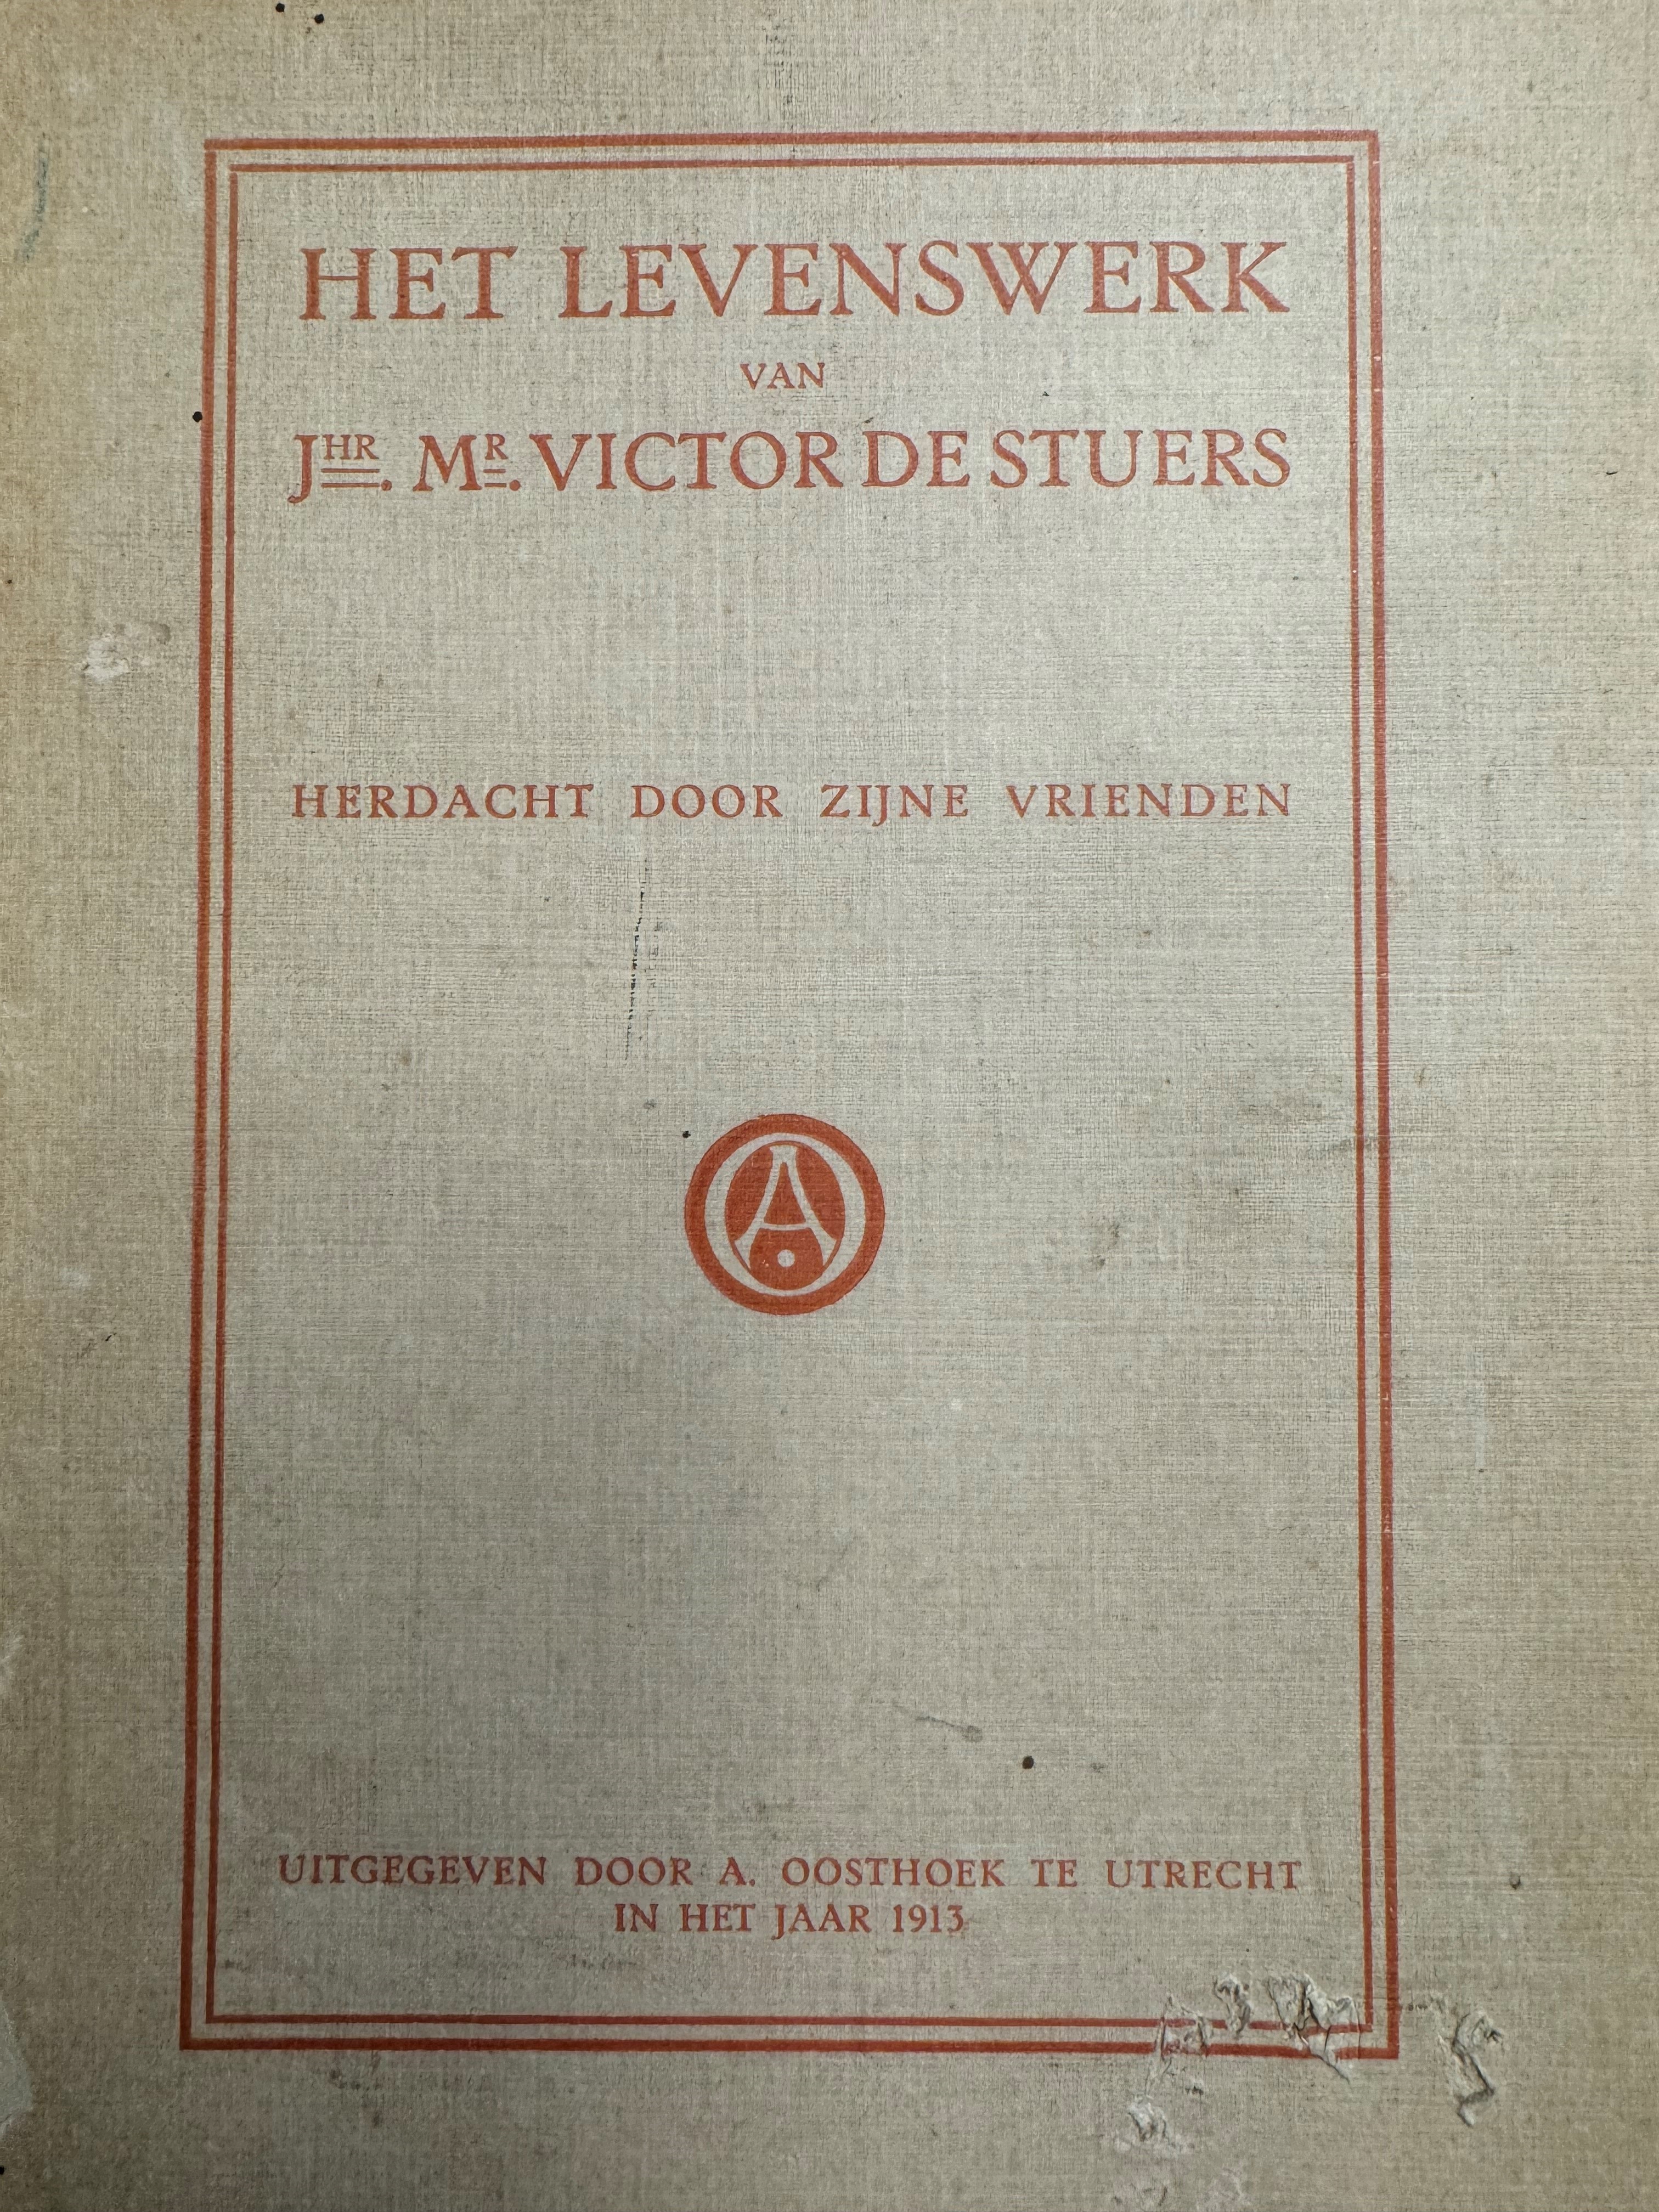 HET LEVENSWERK
VAN
JHR. MR. VICTOR DE STUERS
HERDACHT DOOR ZIJNE VRIENDEN
A
UITGEGEVEN DOOR A. OOSTHOEK TE UTRECHT
IN HET JAAR 1913